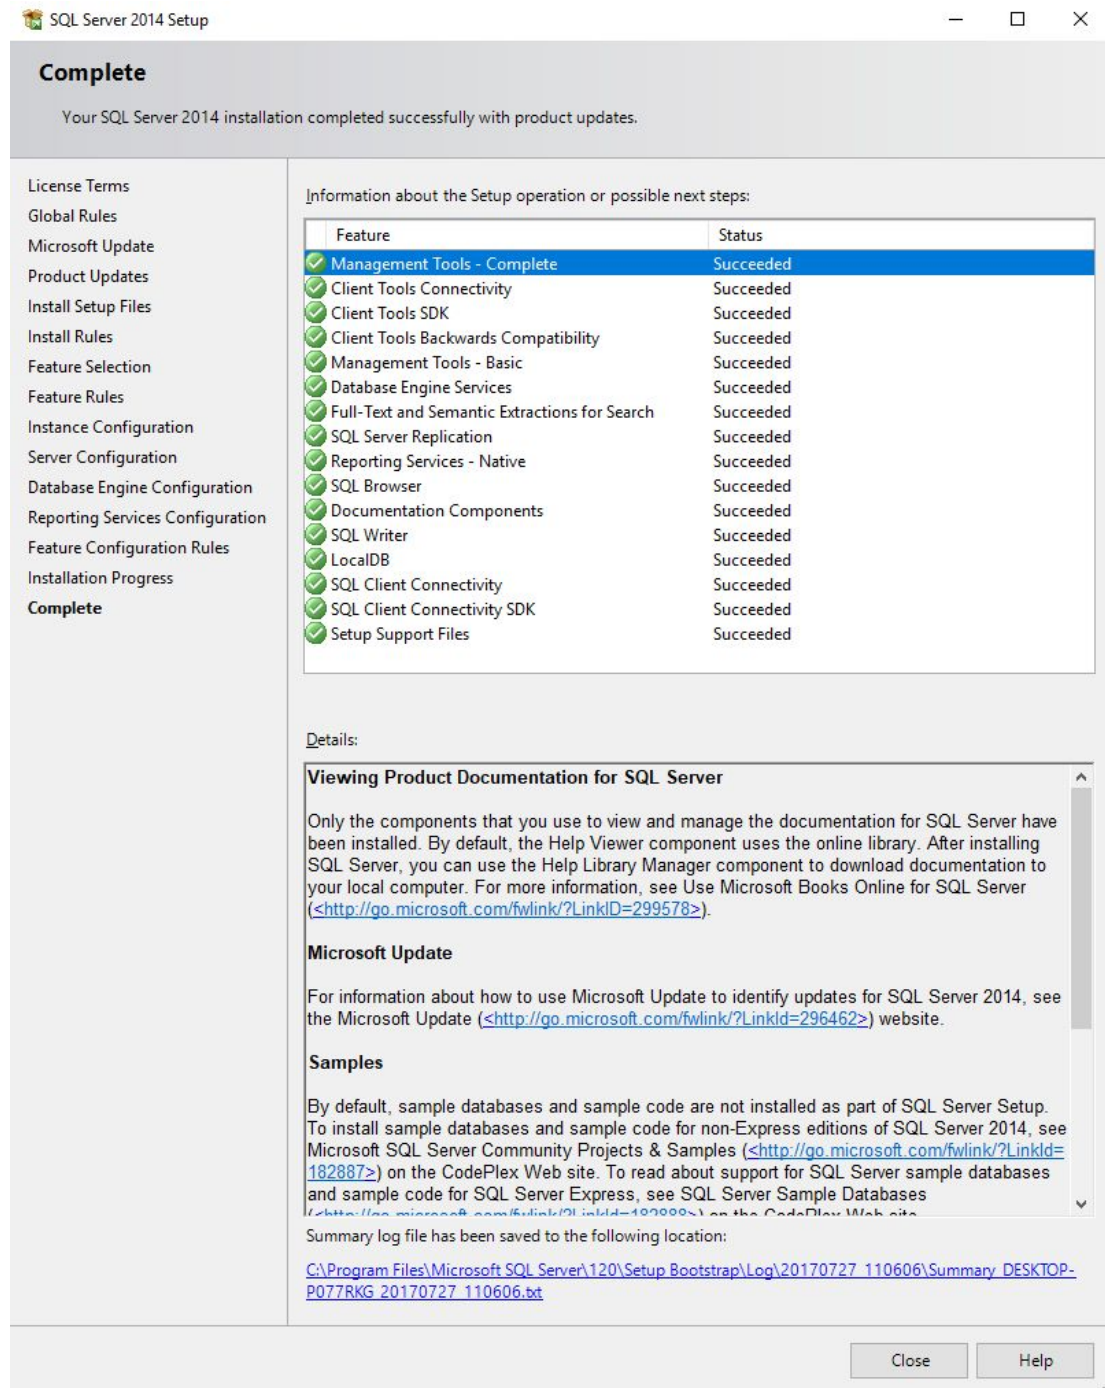 SQL Server 2014 Setup
Complete
Your SQL Server 2014 installation completed successfully with product updates.
License Terms
Global Rules
Microsoft Update
Product Updates
Install Setup Files
Install Rules
Feature Selection
Feature Rules
Instance Configuration
Server Configuration
Database Engine Configuration
Reporting Services Configuration
Feature Configuration Rules
Installation Progress
Complete
Information about the Setup operation or possible next steps:
Feature Status
Management Tools - Complete Succeeded
Client Tools Connectivity Succeeded
Client Tools SDK Succeeded
Client Tools Backwards Compatibility Succeeded
Management Tools - Basic Succeeded
Database Engine Services Succeeded
Full-Text and Semantic Extractions for Search Succeeded
SQL Server Replication Succeeded
Reporting Services - Native Succeeded
SQL Browser Succeeded
Documentation Components Succeeded
SQL Writer Succeeded
LocalDB Succeeded
SQL Client Connectivity Succeeded
SQL Client Connectivity SDK Succeeded
Setup Support Files Succeeded
Details:
Viewing Product Documentation for SQL Server
Only the components that you use to view and manage the documentation for SQL Server have
been installed. By default, the Help Viewer component uses the online library. After installing
SQL Server, you can use the Help Library Manager component to download documentation to
your local computer. For more information, see Use Microsoft Books Online for SQL Server
(<http://go.microsoft.com/fwlink/?LinkID=299578>).
Microsoft Update
For information about how to use Microsoft Update to identify updates for SQL Server 2014, see
the Microsoft Update (<http://go.microsoft.com/fwlink/?LinkId=296462>) website.
Samples
By default, sample databases and sample code are not installed as part of SQL Server Setup.
To install sample databases and sample code for non-Express editions of SQL Server 2014, see
Microsoft SQL Server Community Projects & Samples (<http://go.microsoft.com/fwlink/?LinkId=
182887>) on the CodePlex Web site. To read about support for SQL Server sample databases
and sample code for SQL Server Express, see SQL Server Sample Databases
(<http://go.microsoft.com/fwlink/?LinkId=182888>) on the CodePlex Web site
Summary log file has been saved to the following location:
C:\Program Files\Microsoft SQL Server\120\Setup Bootstrap\Log\20170727_110606\Summary_DESKTOP-
P077RKG_20170727_110606.txt
Close Help